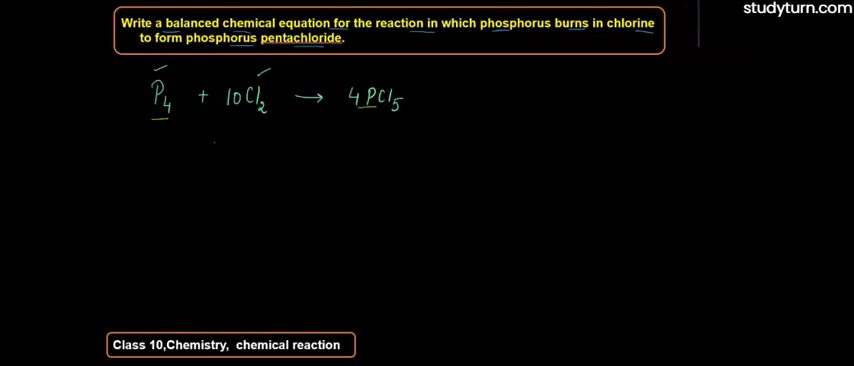 studyturn.com
Write a balanced chemical equation for the reaction in which phosphorus burns in chlorine
to form phosphorus pentachloride.
P₄ + 10Cl₂ → 4PCl₅
Class 10,Chemistry, chemical reaction